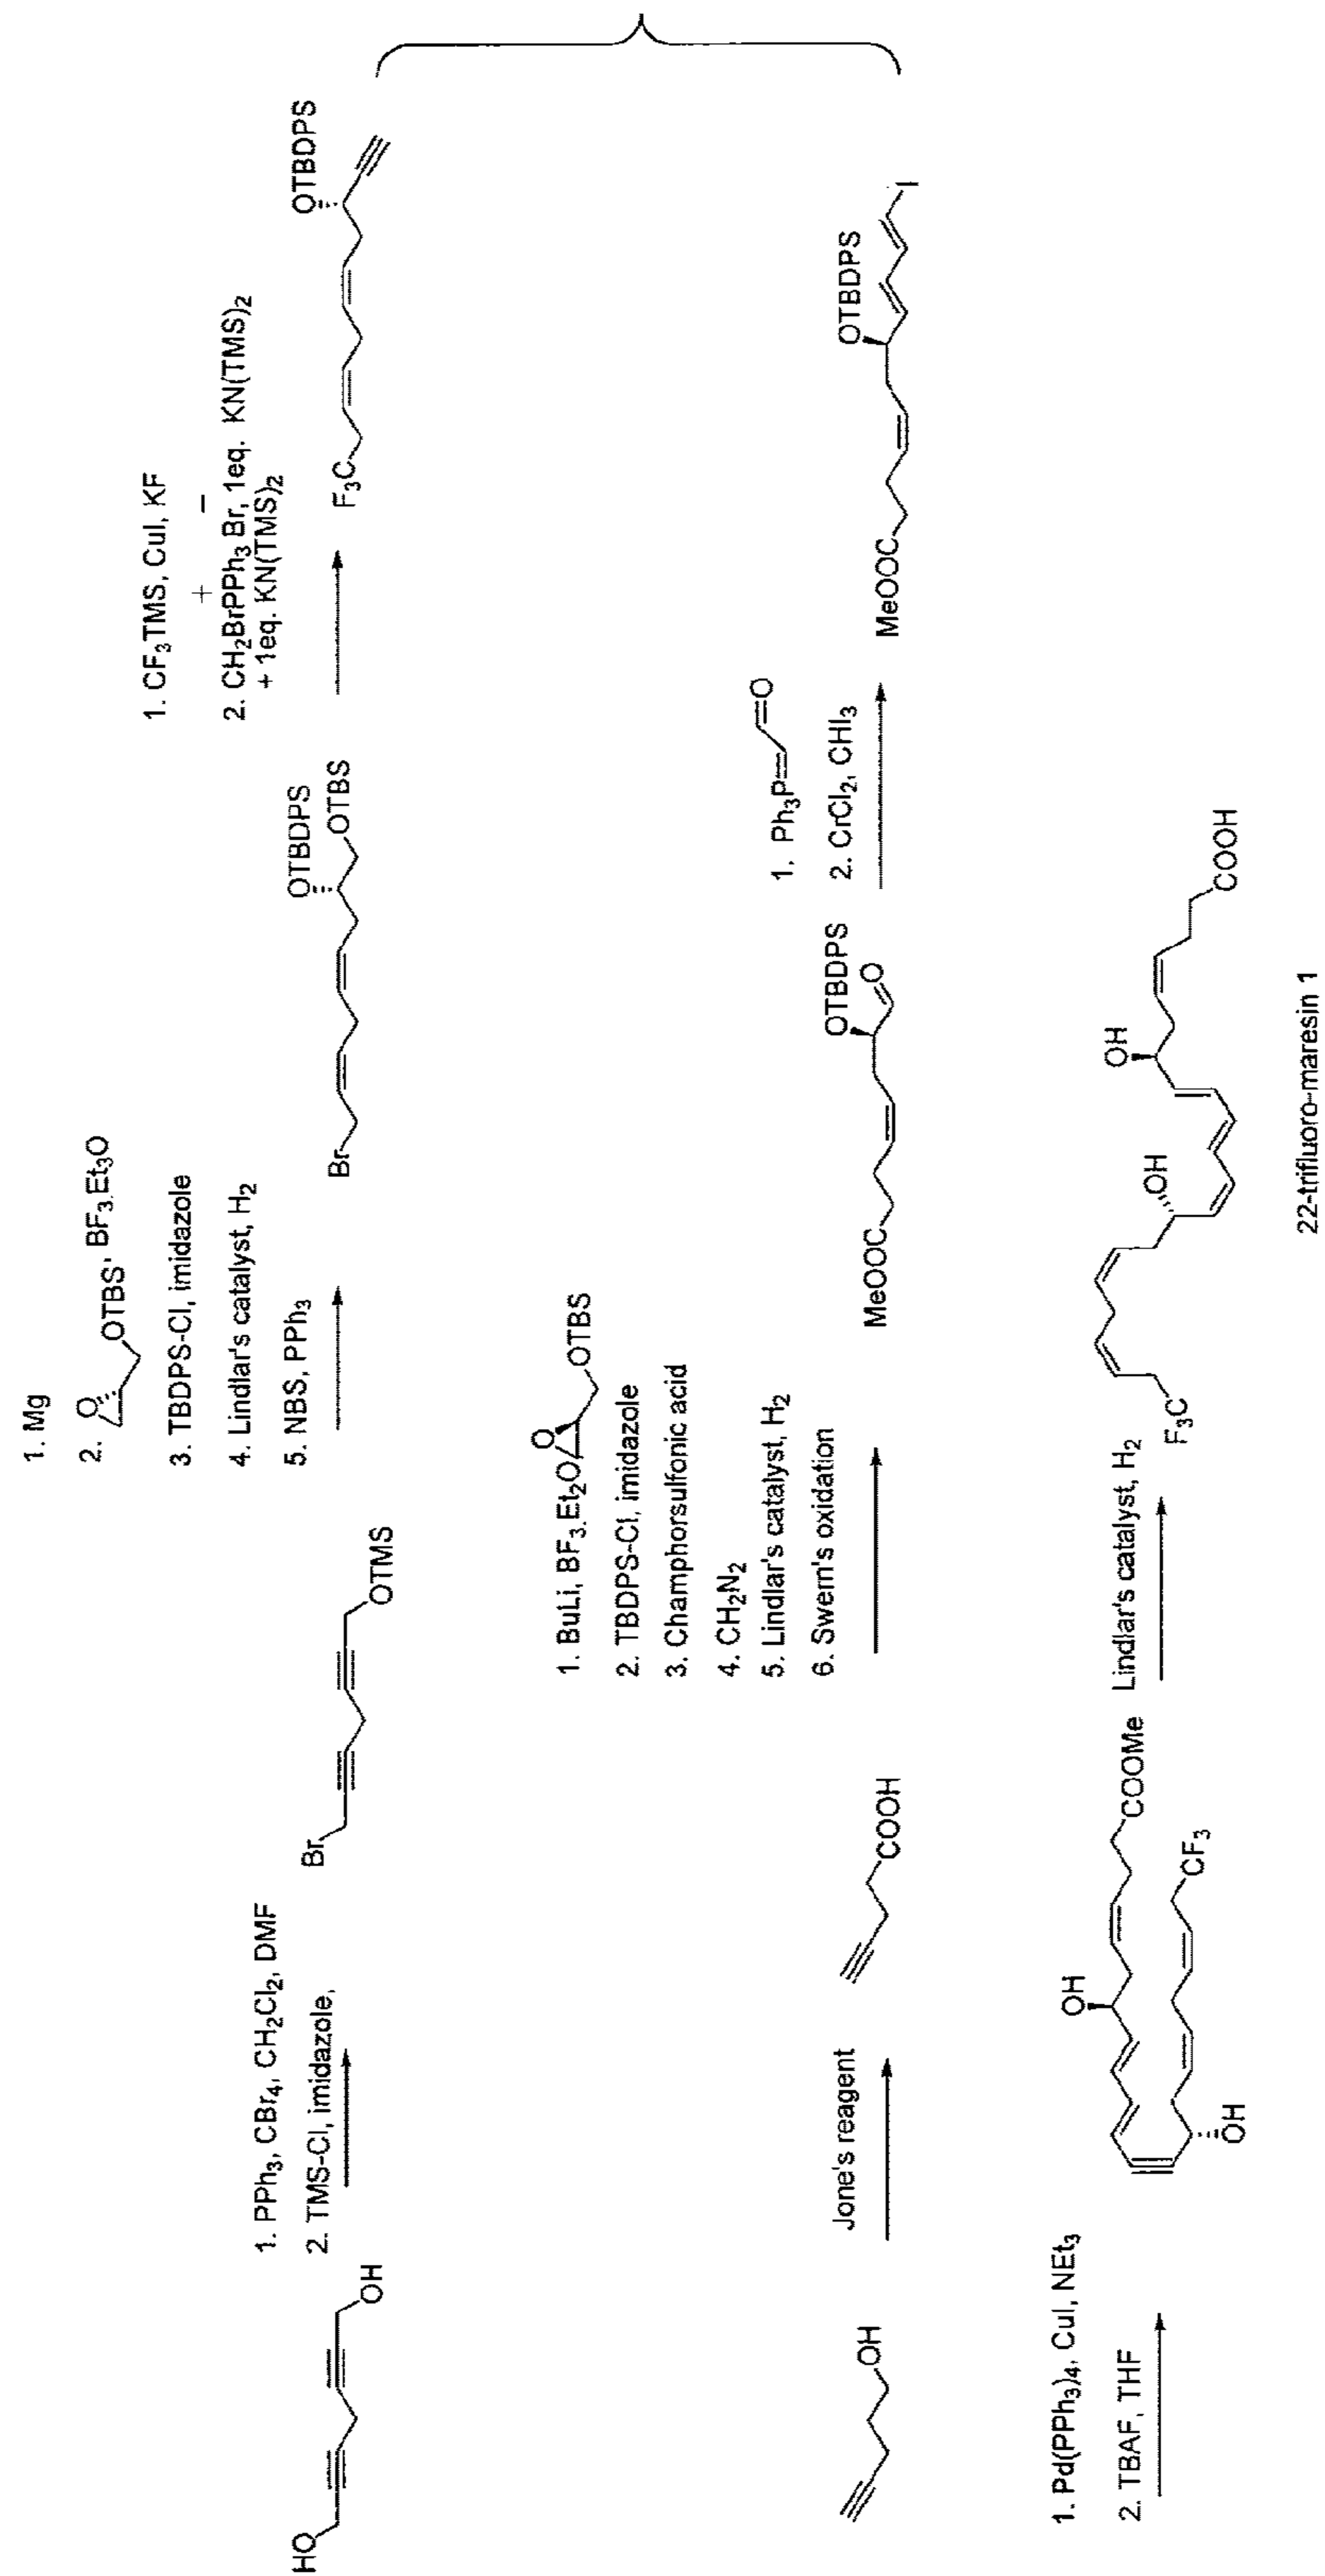 HO
OH
1. PPh3, CBr4, CH2Cl2, DMF
2. TMS-Cl, imidazole,
Br
OTMS
1. Mg
2. O OTBS, BF3.Et3O
3. TBDPS-Cl, imidazole
4. Lindlar's catalyst, H2
5. NBS, PPh3
Br
OTBDPS
OTBS
1. CF3TMS, CuI, KF
+ −
2. CH2BrPPh3 Br, 1eq. KN(TMS)2
+ 1eq. KN(TMS)2
F3C
OTBDPS
OH
Jone's reagent
COOH
1. BuLi, BF3.Et2O O OTBS
2. TBDPS-Cl, imidazole
3. Champhorsulfonic acid
4. CH2N2
5. Lindlar's catalyst, H2
6. Swern's oxidation
MeOOC
OTBDPS
O
1. Ph3P O
2. CrCl2, CHI3
MeOOC
OTBDPS
I
1. Pd(PPh3)4, CuI, NEt3
2. TBAF, THF
OH
COOMe
CF3
OH
Lindlar's catalyst, H2
F3C
OH
OH
COOH
22-trifluoro-maresin 1